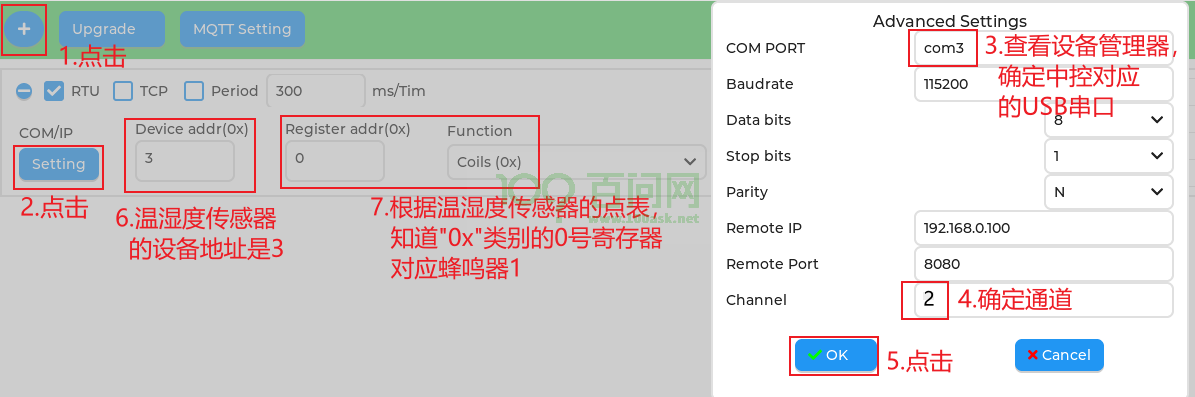 +
Upgrade
MQTT Setting
1.点击
RTU
TCP
Period
300
ms/Tim
COM/IP
Device addr(0x)
Register addr(0x)
Function
Setting
3
0
Coils (0x)
2.点击
6.温湿度传感器
的设备地址是3
7.根据温湿度传感器的点表,
知道"0x"类别的0号寄存器
对应蜂鸣器1
100 百问网
www.100ask.net
Advanced Settings
COM PORT
com3
3.查看设备管理器,
确定中控对应
的USB串口
Baudrate
115200
Data bits
8
Stop bits
1
Parity
N
Remote IP
192.168.0.100
Remote Port
8080
Channel
2
4.确定通道
OK
5.点击
Cancel